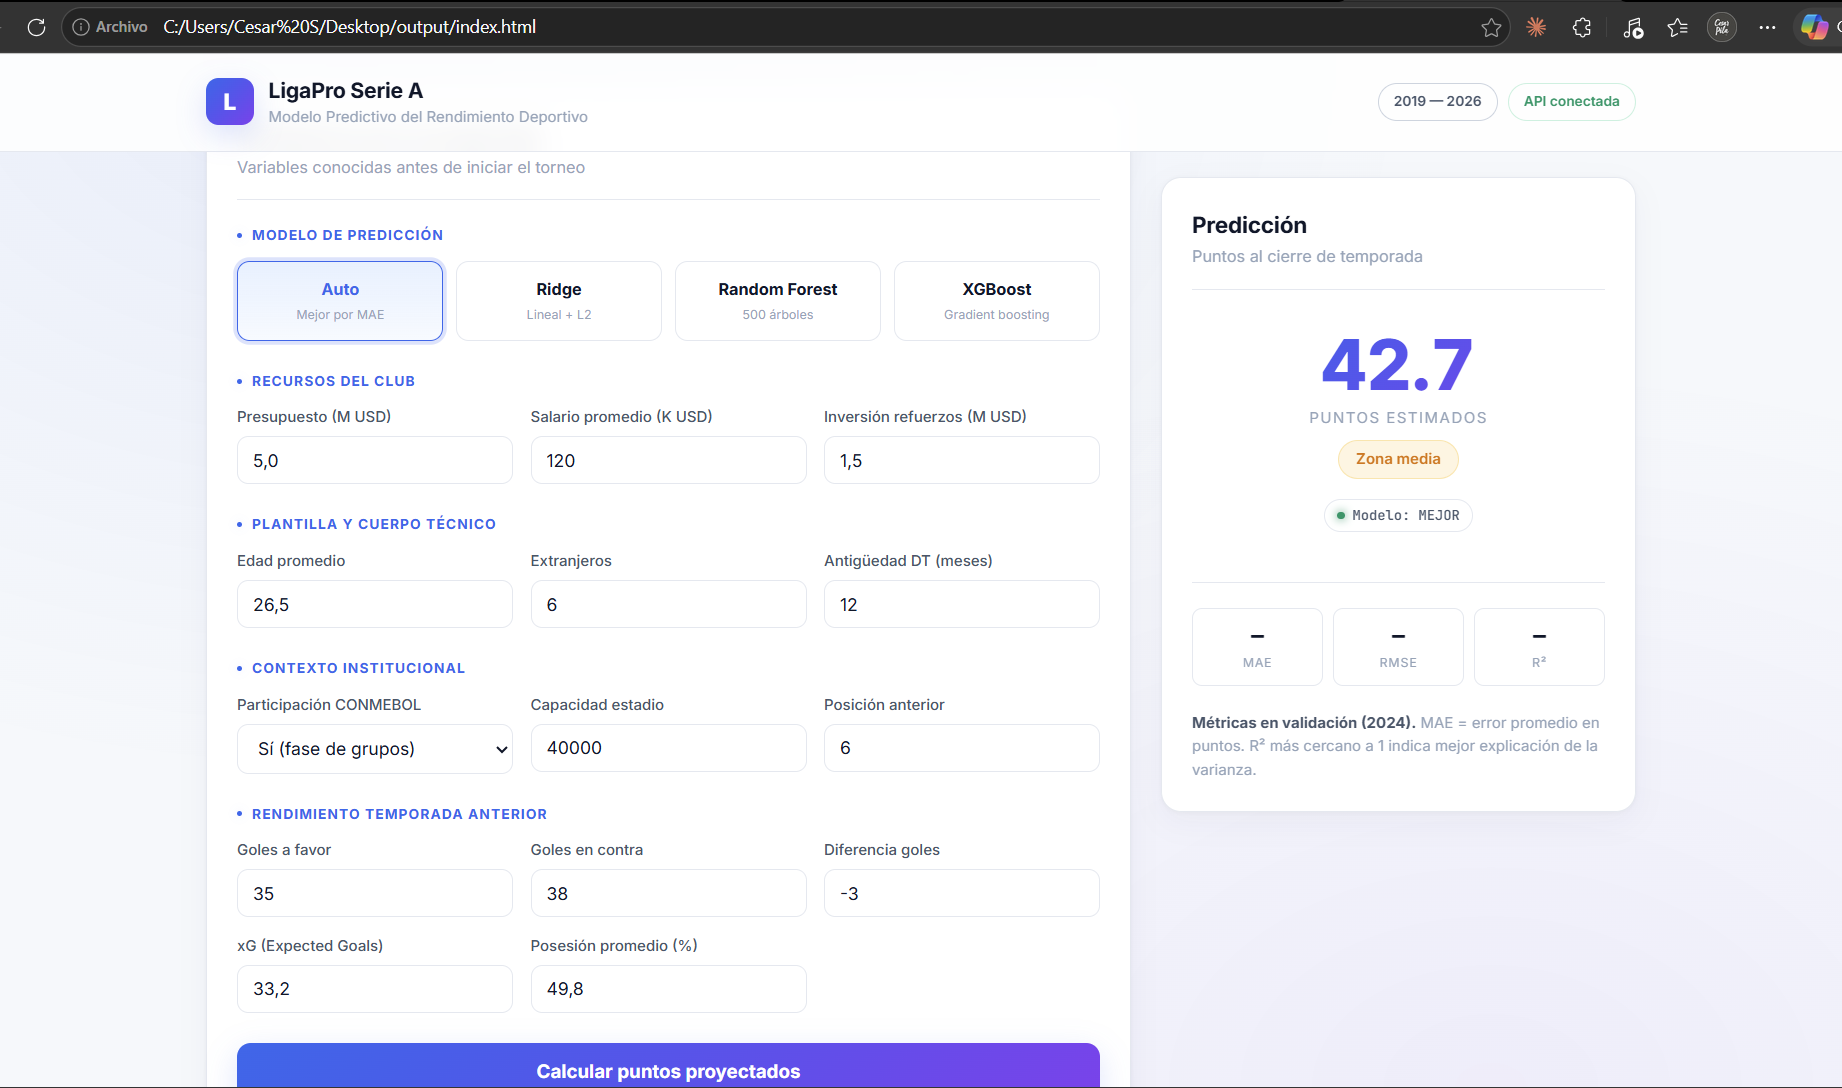 Archivo
C:/Users/Cesar%20S/Desktop/output/index.html
L
LigaPro Serie A
Modelo Predictivo del Rendimiento Deportivo
2019 — 2026
API conectada
Variables conocidas antes de iniciar el torneo
• MODELO DE PREDICCIÓN
Auto
Mejor por MAE
Ridge
Lineal + L2
Random Forest
500 árboles
XGBoost
Gradient boosting
• RECURSOS DEL CLUB
Presupuesto (M USD)
Salario promedio (K USD)
Inversión refuerzos (M USD)
5,0
120
1,5
• PLANTILLA Y CUERPO TÉCNICO
Edad promedio
Extranjeros
Antigüedad DT (meses)
26,5
6
12
• CONTEXTO INSTITUCIONAL
Participación CONMEBOL
Capacidad estadio
Posición anterior
Sí (fase de grupos)
40000
6
• RENDIMIENTO TEMPORADA ANTERIOR
Goles a favor
Goles en contra
Diferencia goles
35
38
-3
xG (Expected Goals)
Posesión promedio (%)
33,2
49,8
Calcular puntos proyectados
Predicción
Puntos al cierre de temporada
42.7
PUNTOS ESTIMADOS
Zona media
Modelo: MEJOR
—
MAE
—
RMSE
—
R²
Métricas en validación (2024). MAE = error promedio en
puntos. R² más cercano a 1 indica mejor explicación de la
varianza.